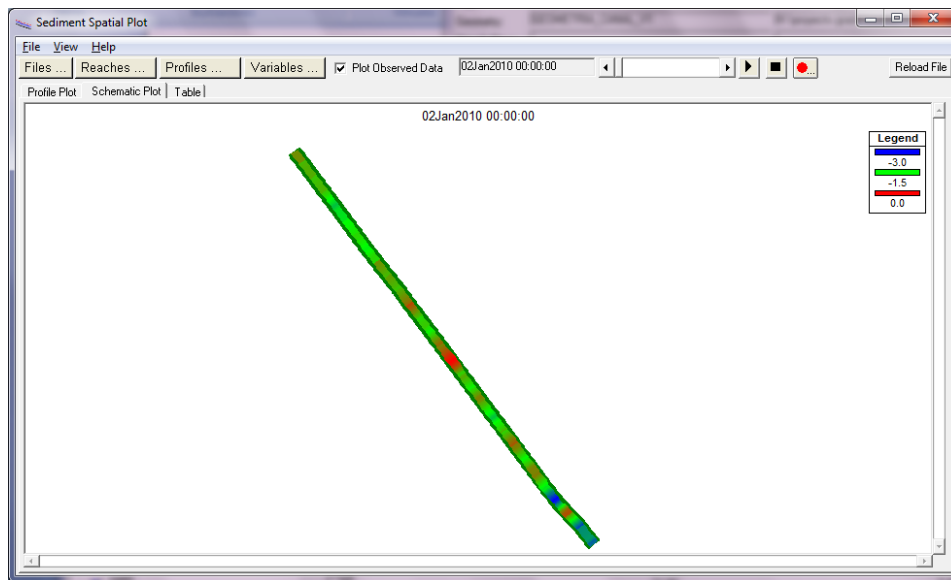 Sediment Spatial Plot
File View Help
Files ... Reaches ... Profiles ... Variables ... Plot Observed Data 02Jan2010 00:00:00 ... Reload File
Profile Plot Schematic Plot Table
02Jan2010 00:00:00
Legend
-3.0
-1.5
0.0